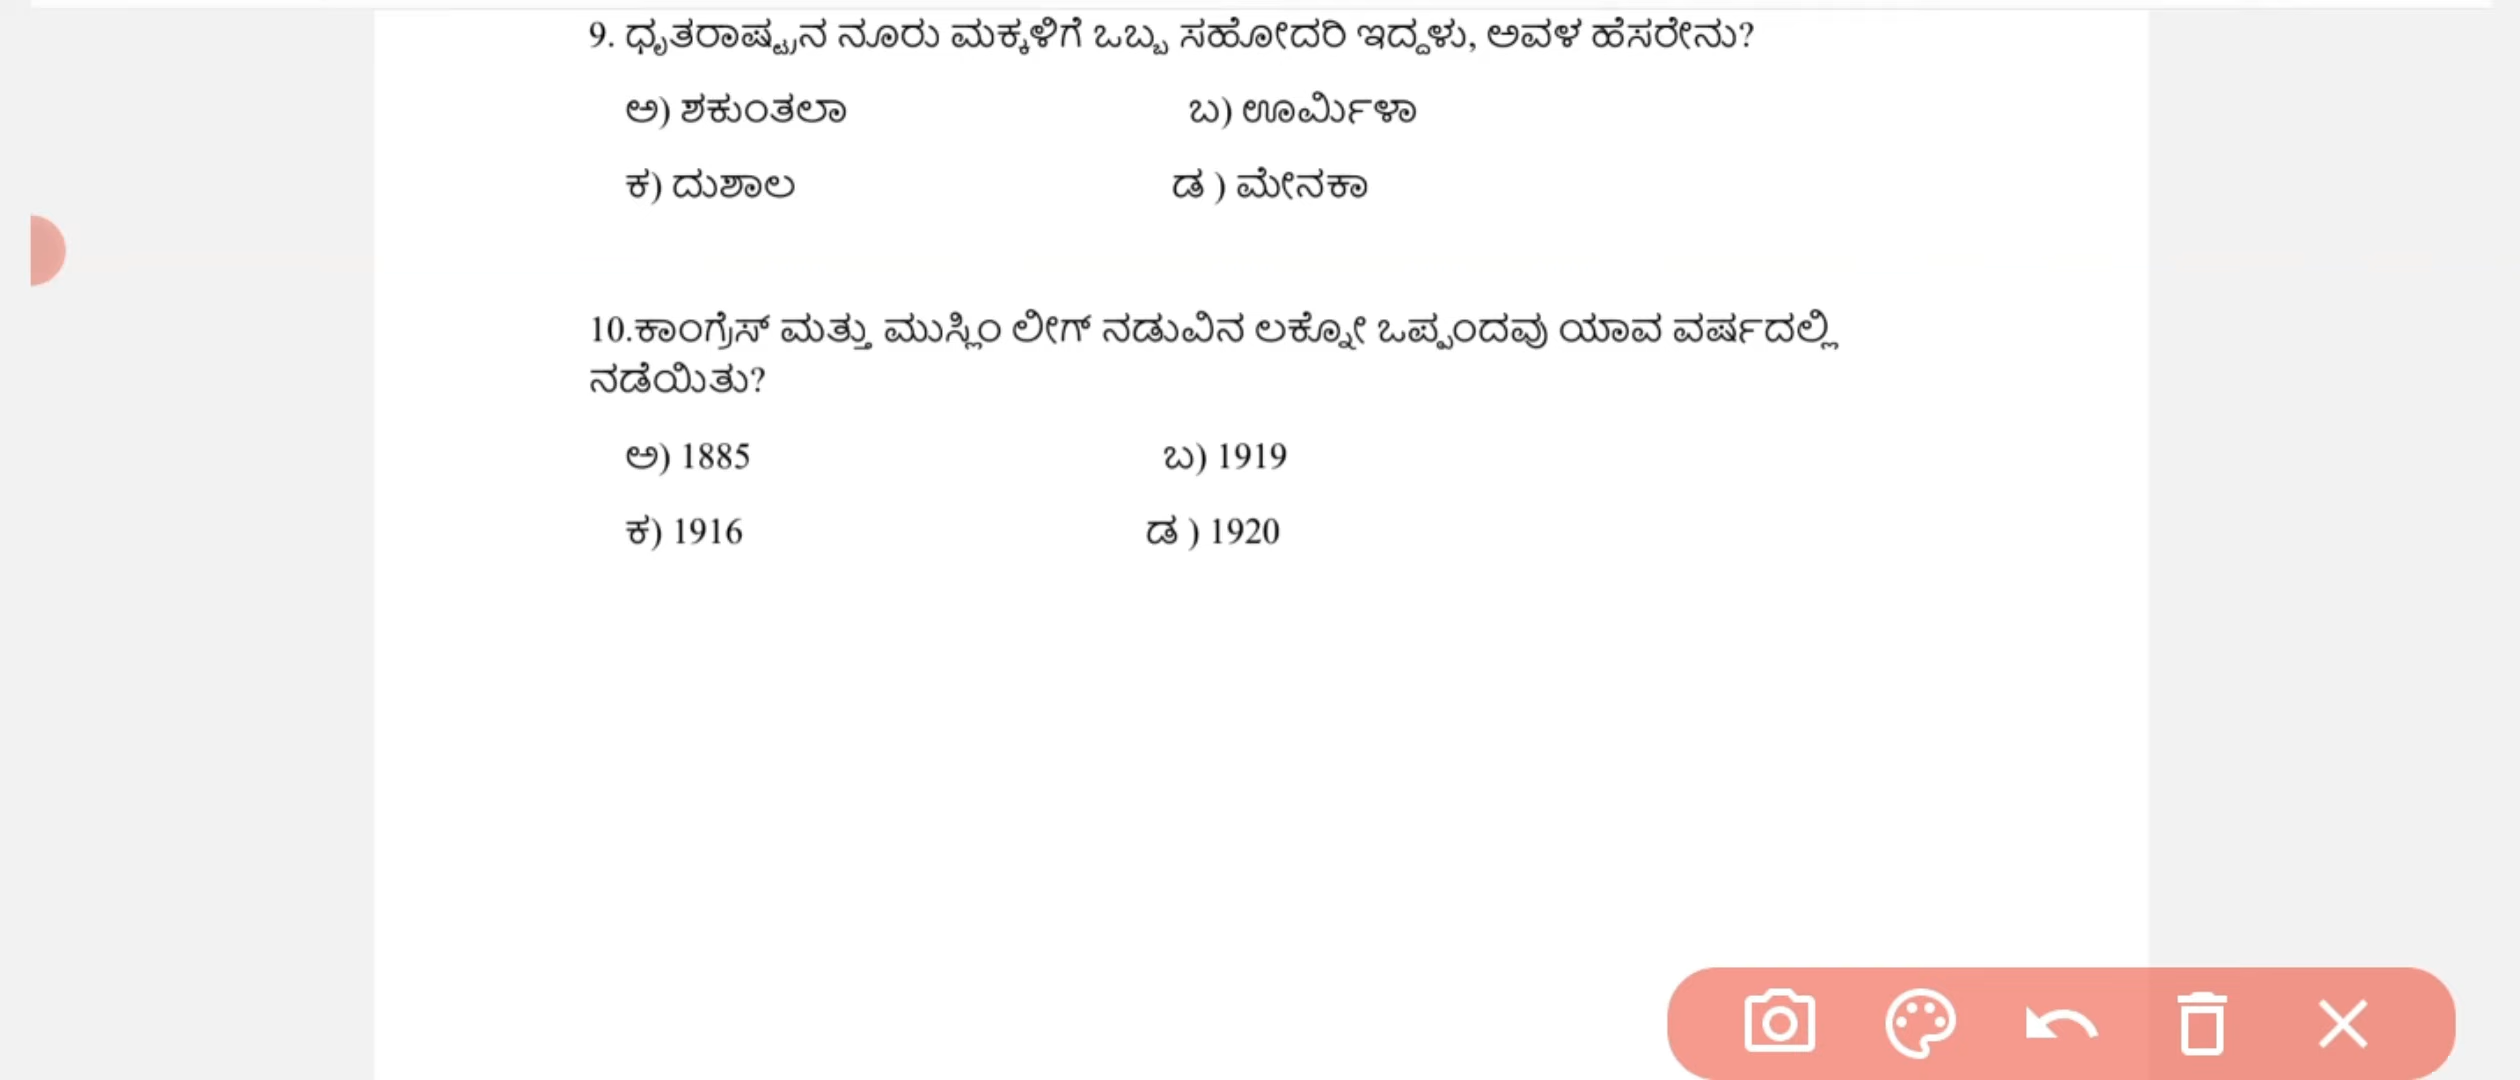 9. ಧೃತರಾಷ್ಟ್ರನ ನೂರು ಮಕ್ಕಳಿಗೆ ಒಬ್ಬ ಸಹೋದರಿ ಇದ್ದಳು, ಅವಳ ಹೆಸರೇನು?
ಅ) ಶಕುಂತಲಾ ಬ) ಊರ್ಮಿಳಾ
ಕ) ದುಶಾಲ ಡ ) ಮೇನಕಾ
10.ಕಾಂಗ್ರೆಸ್ ಮತ್ತು ಮುಸ್ಲಿಂ ಲೀಗ್ ನಡುವಿನ ಲಕ್ನೋ ಒಪ್ಪಂದವು ಯಾವ ವರ್ಷದಲ್ಲಿ
ನಡೆಯಿತು?
ಅ) 1885 ಬ) 1919
ಕ) 1916 ಡ ) 1920